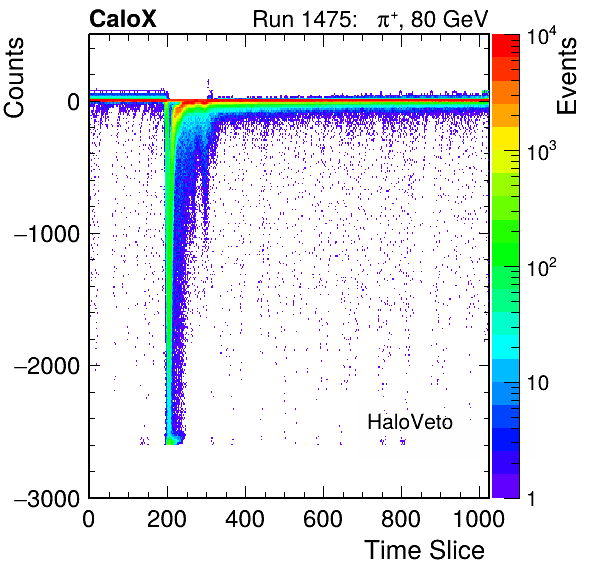 CaloX
Run 1475: π⁺, 80 GeV
Counts
Events
0
−1000
−2000
−3000
0 200 400 600 800 1000
Time Slice
HaloVeto
10⁴
10³
10²
10
1